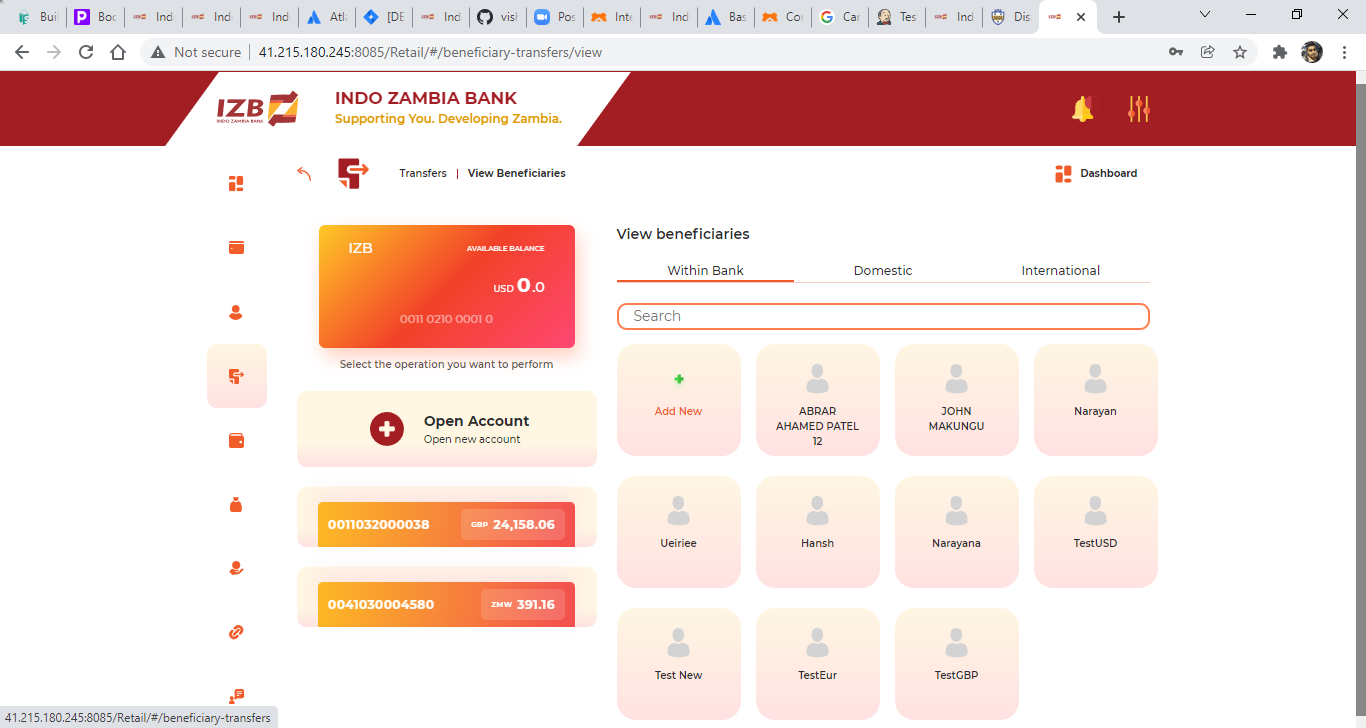 Buil
Boo
Ind
Ind
Ind
Atla
[DE
Ind
visl
Pos
Inte
Ind
Bas
Cor
Car
Tes
Ind
Dis
Not secure
41.215.180.245:8085/Retail/#/beneficiary-transfers/view
IZB
INDO ZAMBIA BANK
INDO ZAMBIA BANK
Supporting You. Developing Zambia.
Transfers | View Beneficiaries
Dashboard
IZB
AVAILABLE BALANCE
USD 0.0
0011 0210 0001 0
Select the operation you want to perform
Open Account
Open new account
0011032000038
GBP 24,158.06
0041030004580
ZMW 391.16
View beneficiaries
Within Bank
Domestic
International
Search
Add New
ABRAR
AHAMED PATEL
12
JOHN
MAKUNGU
Narayan
Ueiriee
Hansh
Narayana
TestUSD
Test New
TestEur
TestGBP
41.215.180.245:8085/Retail/#/beneficiary-transfers